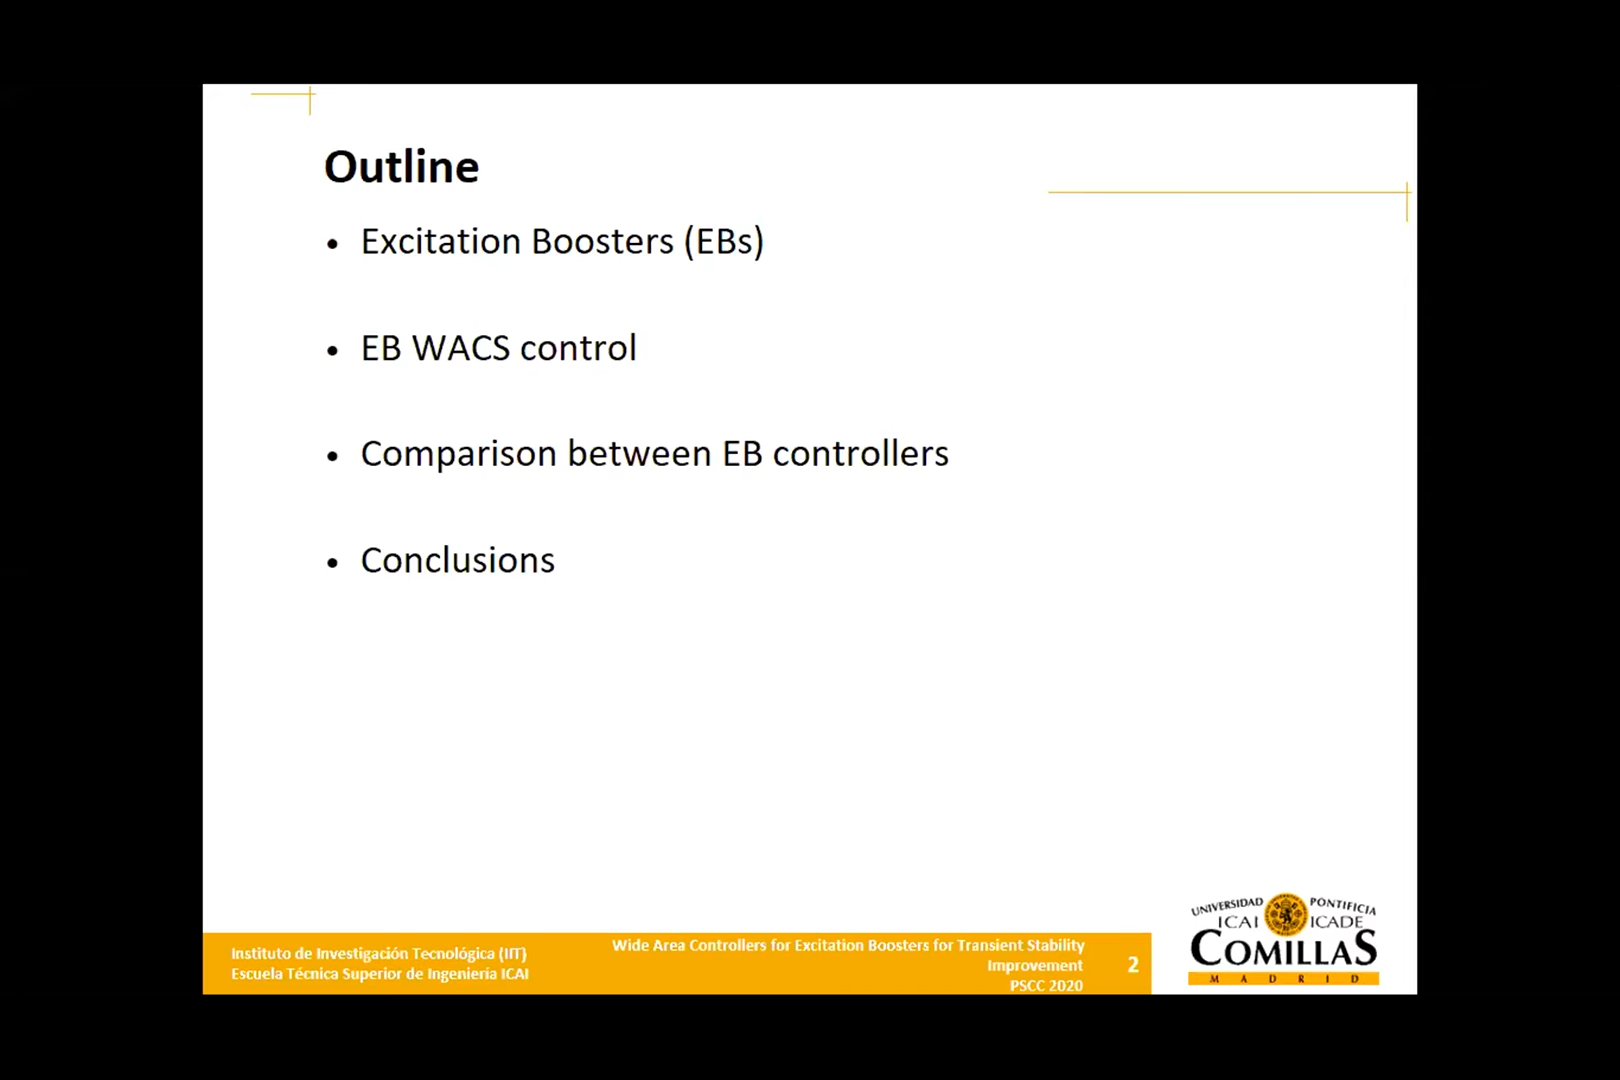 Outline
• Excitation Boosters (EBs)
• EB WACS control
• Comparison between EB controllers
• Conclusions
Instituto de Investigación Tecnológica (IIT)
Escuela Técnica Superior de Ingeniería ICAI
Wide Area Controllers for Excitation Boosters for Transient Stability
Improvement
PSCC 2020
2
UNIVERSIDAD PONTIFICIA
ICAI ICADE
COMILLAS
MADRID